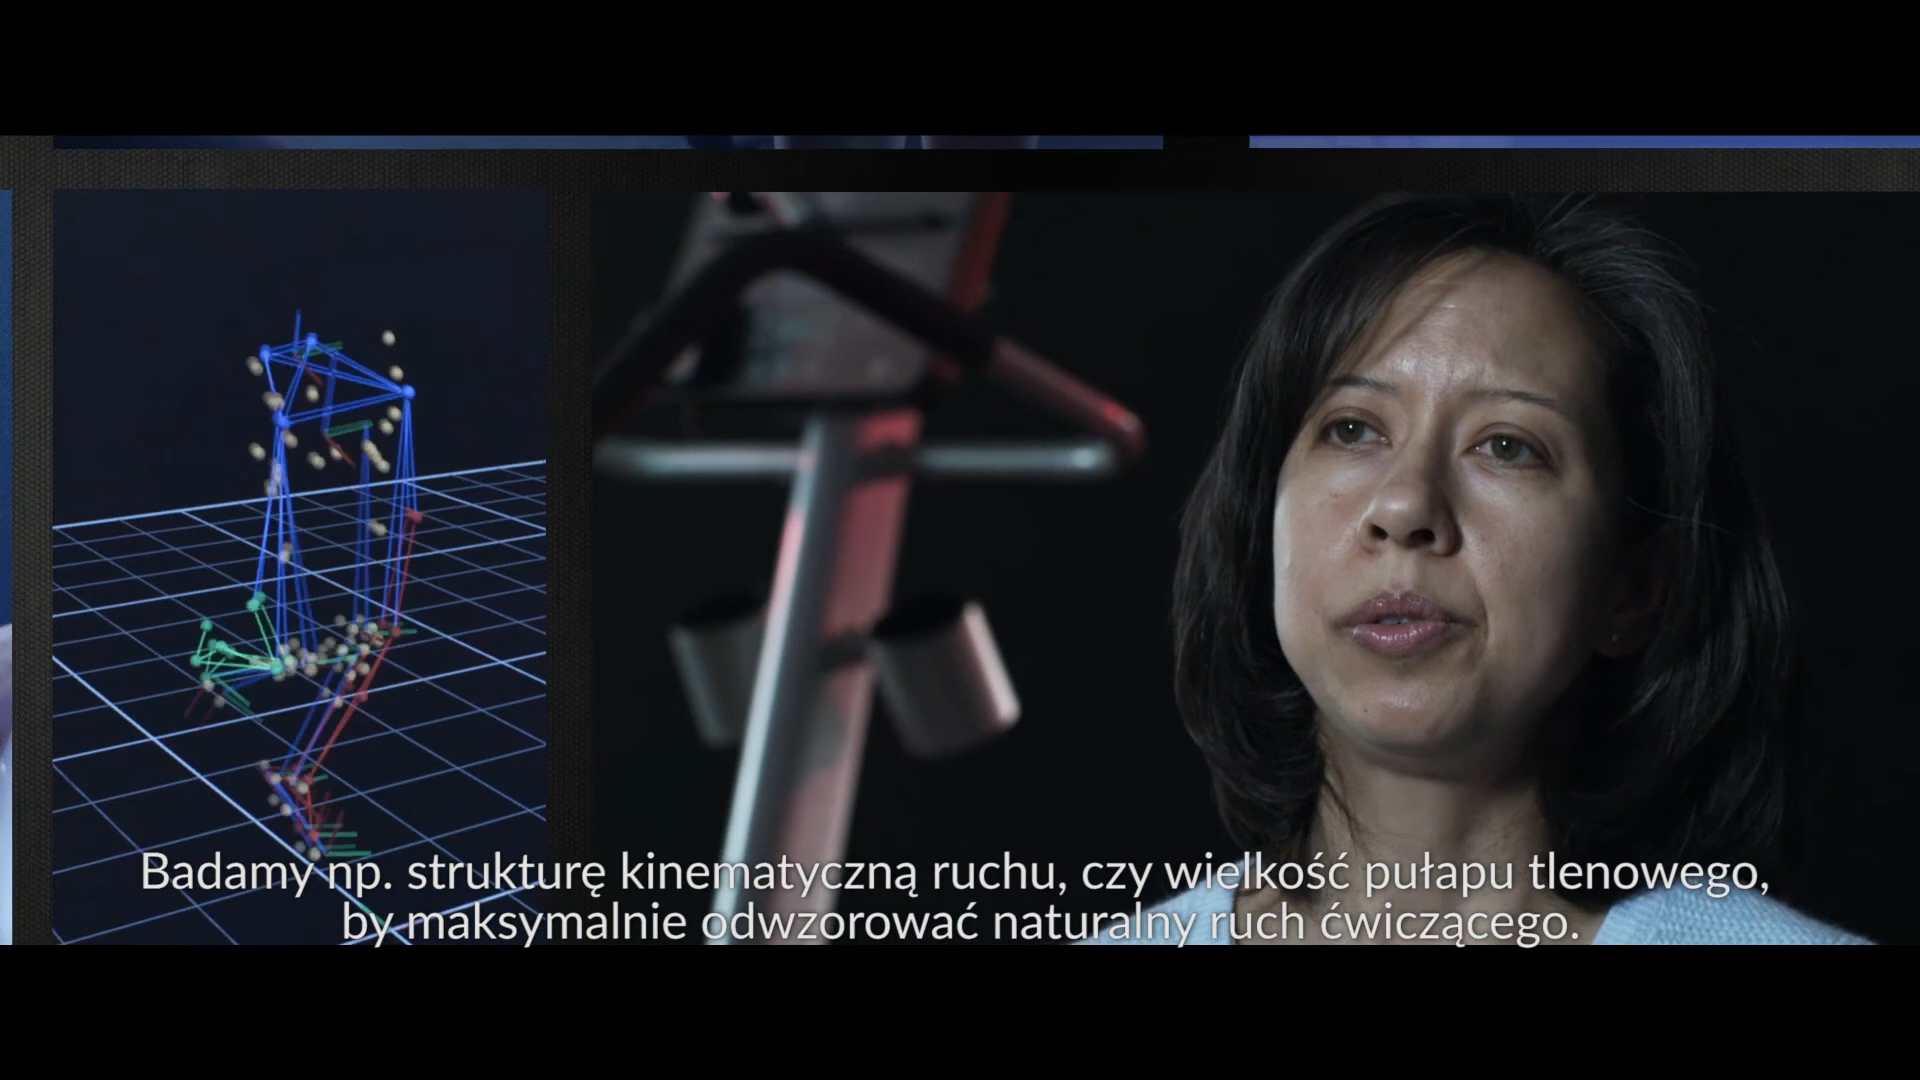 Badamy np. strukturę kinematyczną ruchu, czy wielkość pułapu tlenowego,
by maksymalnie odwzorować naturalny ruch ćwiczącego.